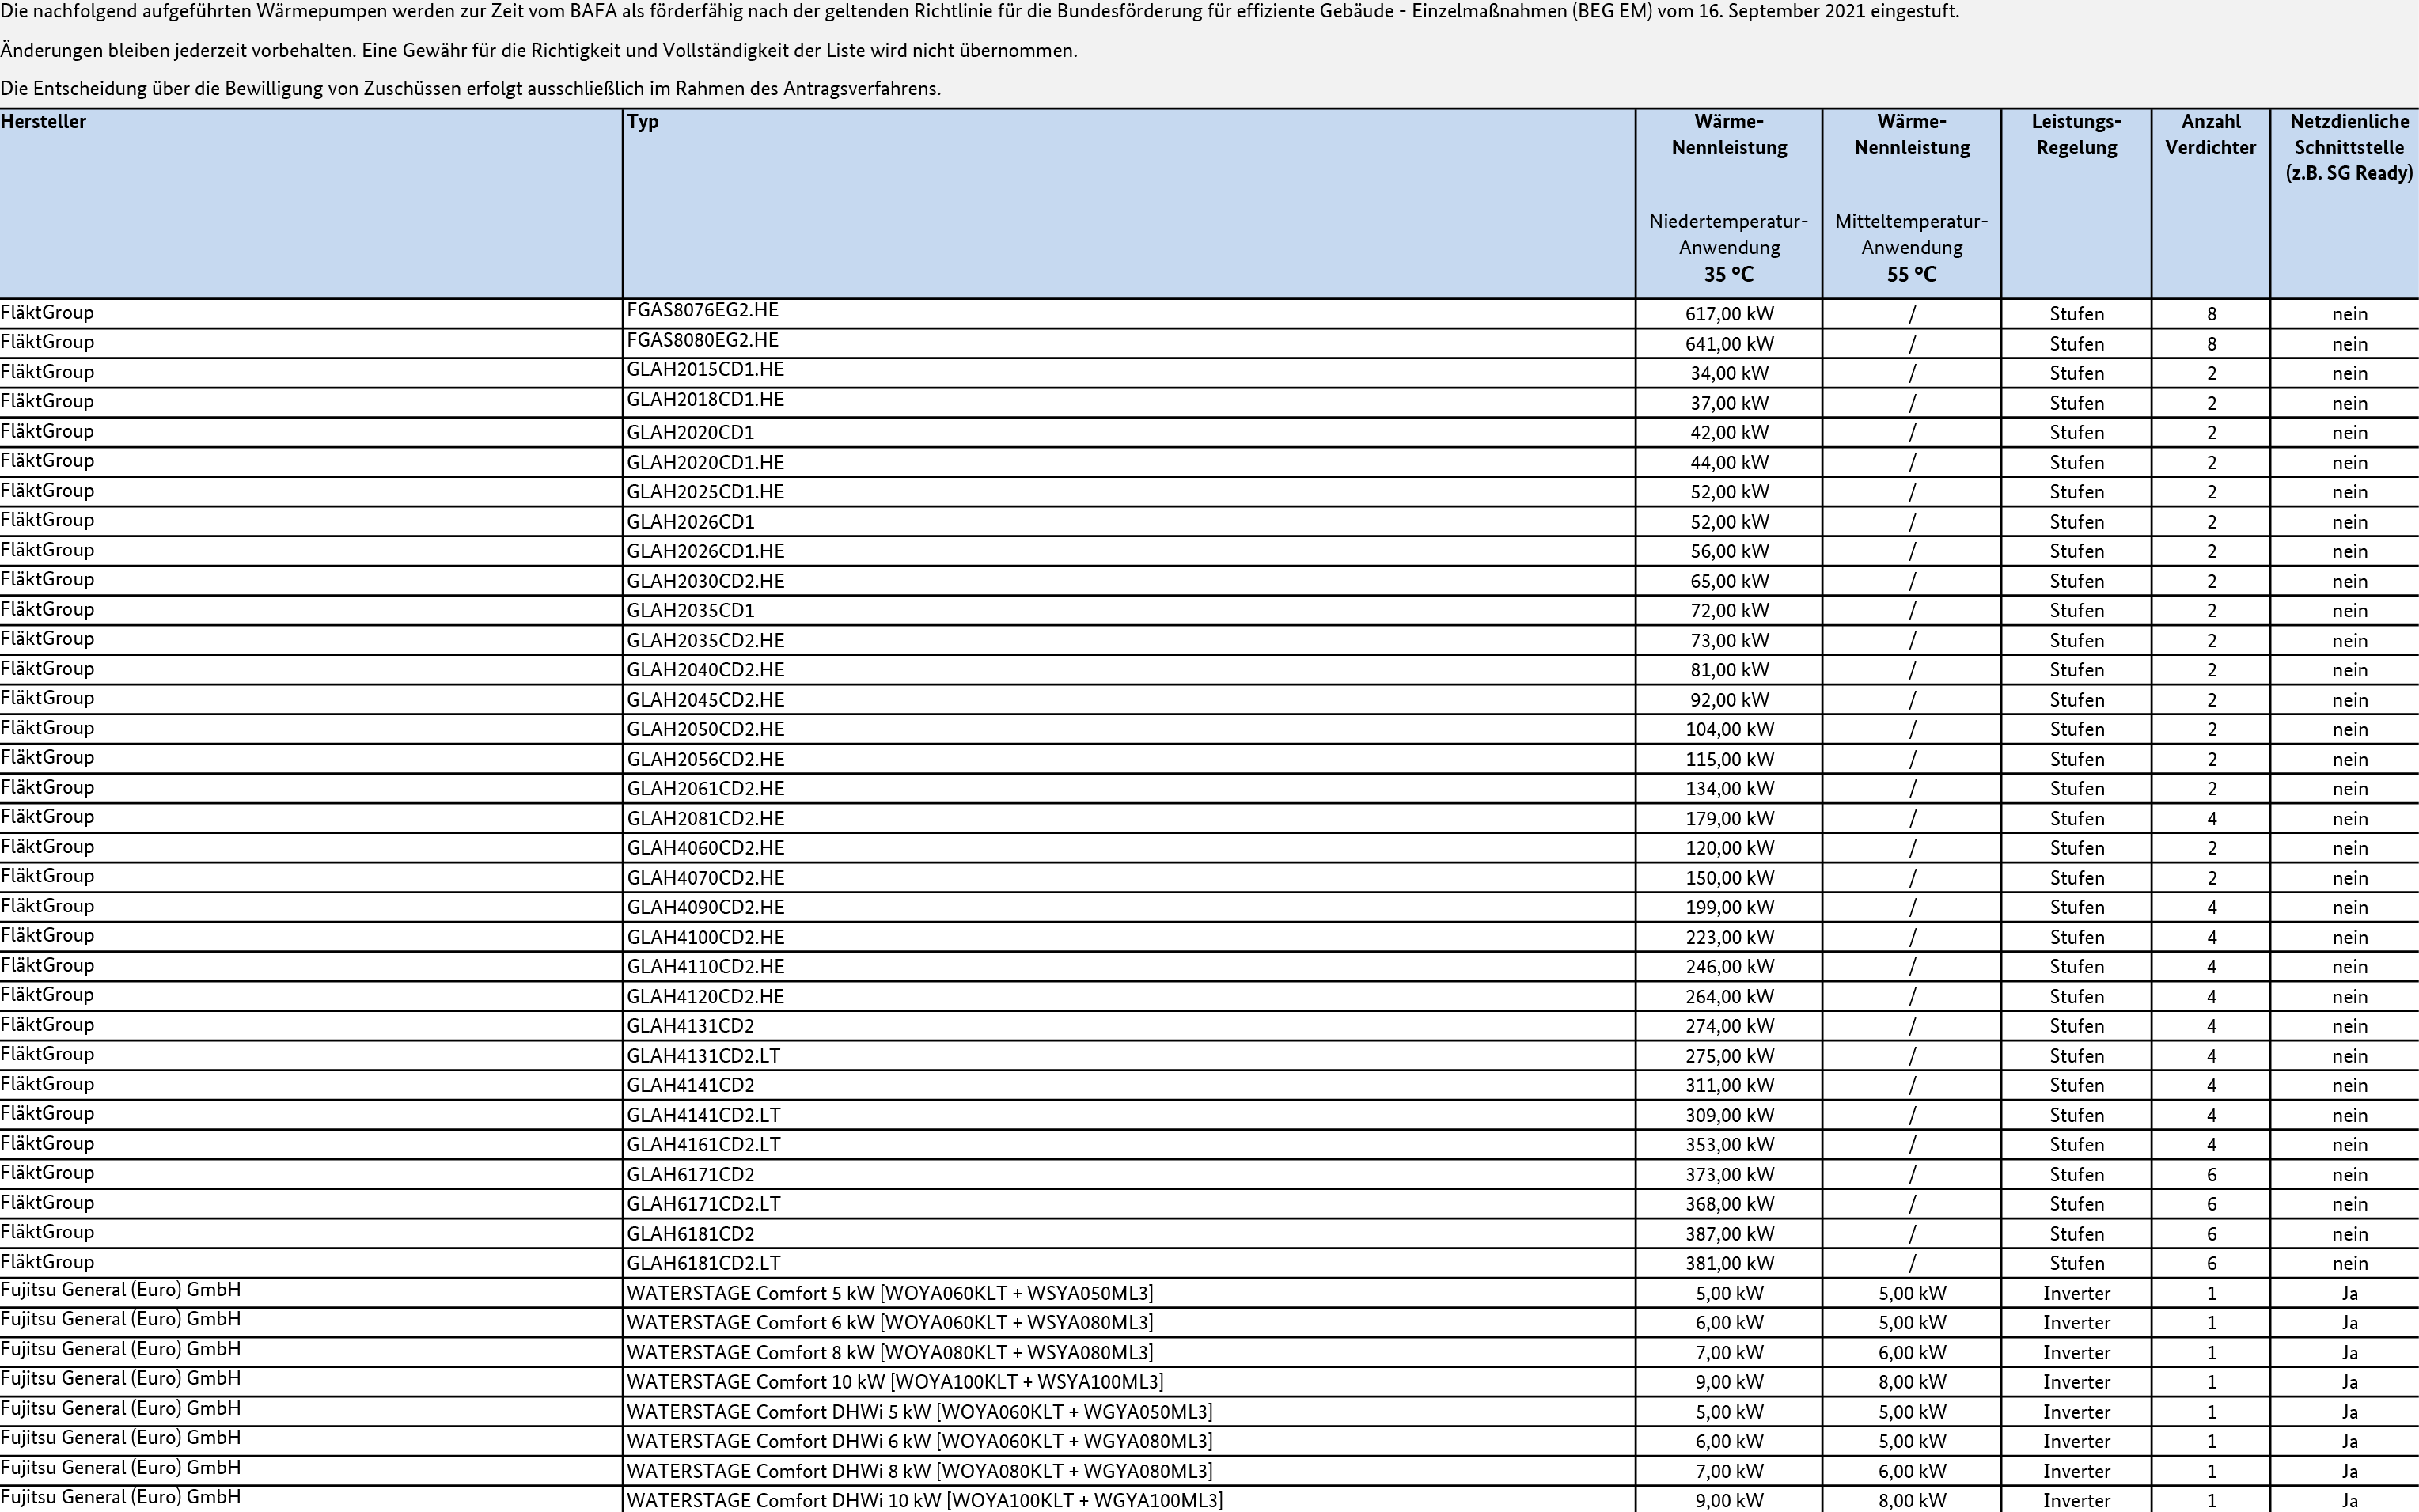 Die nachfolgend aufgeführten Wärmepumpen werden zur Zeit vom BAFA als förderfähig nach der geltenden Richtlinie für die Bundesförderung für effiziente Gebäude - Einzelmaßnahmen (BEG EM) vom 16. September 2021 eingestuft.
Änderungen bleiben jederzeit vorbehalten. Eine Gewähr für die Richtigkeit und Vollständigkeit der Liste wird nicht übernommen.
Die Entscheidung über die Bewilligung von Zuschüssen erfolgt ausschließlich im Rahmen des Antragsverfahrens.
Hersteller Typ Wärme- Wärme- Leistungs- Anzahl Netzdienliche
Nennleistung Nennleistung Regelung Verdichter Schnittstelle
(z.B. SG Ready)
Niedertemperatur- Mitteltemperatur-
Anwendung Anwendung
35 °C 55 °C
FläktGroup FGAS8076EG2.HE 617,00 kW / Stufen 8 nein
FläktGroup FGAS8080EG2.HE 641,00 kW / Stufen 8 nein
FläktGroup GLAH2015CD1.HE 34,00 kW / Stufen 2 nein
FläktGroup GLAH2018CD1.HE 37,00 kW / Stufen 2 nein
FläktGroup GLAH2020CD1 42,00 kW / Stufen 2 nein
FläktGroup GLAH2020CD1.HE 44,00 kW / Stufen 2 nein
FläktGroup GLAH2025CD1.HE 52,00 kW / Stufen 2 nein
FläktGroup GLAH2026CD1 52,00 kW / Stufen 2 nein
FläktGroup GLAH2026CD1.HE 56,00 kW / Stufen 2 nein
FläktGroup GLAH2030CD2.HE 65,00 kW / Stufen 2 nein
FläktGroup GLAH2035CD1 72,00 kW / Stufen 2 nein
FläktGroup GLAH2035CD2.HE 73,00 kW / Stufen 2 nein
FläktGroup GLAH2040CD2.HE 81,00 kW / Stufen 2 nein
FläktGroup GLAH2045CD2.HE 92,00 kW / Stufen 2 nein
FläktGroup GLAH2050CD2.HE 104,00 kW / Stufen 2 nein
FläktGroup GLAH2056CD2.HE 115,00 kW / Stufen 2 nein
FläktGroup GLAH2061CD2.HE 134,00 kW / Stufen 2 nein
FläktGroup GLAH2081CD2.HE 179,00 kW / Stufen 4 nein
FläktGroup GLAH4060CD2.HE 120,00 kW / Stufen 2 nein
FläktGroup GLAH4070CD2.HE 150,00 kW / Stufen 2 nein
FläktGroup GLAH4090CD2.HE 199,00 kW / Stufen 4 nein
FläktGroup GLAH4100CD2.HE 223,00 kW / Stufen 4 nein
FläktGroup GLAH4110CD2.HE 246,00 kW / Stufen 4 nein
FläktGroup GLAH4120CD2.HE 264,00 kW / Stufen 4 nein
FläktGroup GLAH4131CD2 274,00 kW / Stufen 4 nein
FläktGroup GLAH4131CD2.LT 275,00 kW / Stufen 4 nein
FläktGroup GLAH4141CD2 311,00 kW / Stufen 4 nein
FläktGroup GLAH4141CD2.LT 309,00 kW / Stufen 4 nein
FläktGroup GLAH4161CD2.LT 353,00 kW / Stufen 4 nein
FläktGroup GLAH6171CD2 373,00 kW / Stufen 6 nein
FläktGroup GLAH6171CD2.LT 368,00 kW / Stufen 6 nein
FläktGroup GLAH6181CD2 387,00 kW / Stufen 6 nein
FläktGroup GLAH6181CD2.LT 381,00 kW / Stufen 6 nein
Fujitsu General (Euro) GmbH WATERSTAGE Comfort 5 kW [WOYA060KLT + WSYA050ML3] 5,00 kW 5,00 kW Inverter 1 Ja
Fujitsu General (Euro) GmbH WATERSTAGE Comfort 6 kW [WOYA060KLT + WSYA080ML3] 6,00 kW 5,00 kW Inverter 1 Ja
Fujitsu General (Euro) GmbH WATERSTAGE Comfort 8 kW [WOYA080KLT + WSYA080ML3] 7,00 kW 6,00 kW Inverter 1 Ja
Fujitsu General (Euro) GmbH WATERSTAGE Comfort 10 kW [WOYA100KLT + WSYA100ML3] 9,00 kW 8,00 kW Inverter 1 Ja
Fujitsu General (Euro) GmbH WATERSTAGE Comfort DHWi 5 kW [WOYA060KLT + WGYA050ML3] 5,00 kW 5,00 kW Inverter 1 Ja
Fujitsu General (Euro) GmbH WATERSTAGE Comfort DHWi 6 kW [WOYA060KLT + WGYA080ML3] 6,00 kW 5,00 kW Inverter 1 Ja
Fujitsu General (Euro) GmbH WATERSTAGE Comfort DHWi 8 kW [WOYA080KLT + WGYA080ML3] 7,00 kW 6,00 kW Inverter 1 Ja
Fujitsu General (Euro) GmbH WATERSTAGE Comfort DHWi 10 kW [WOYA100KLT + WGYA100ML3] 9,00 kW 8,00 kW Inverter 1 Ja